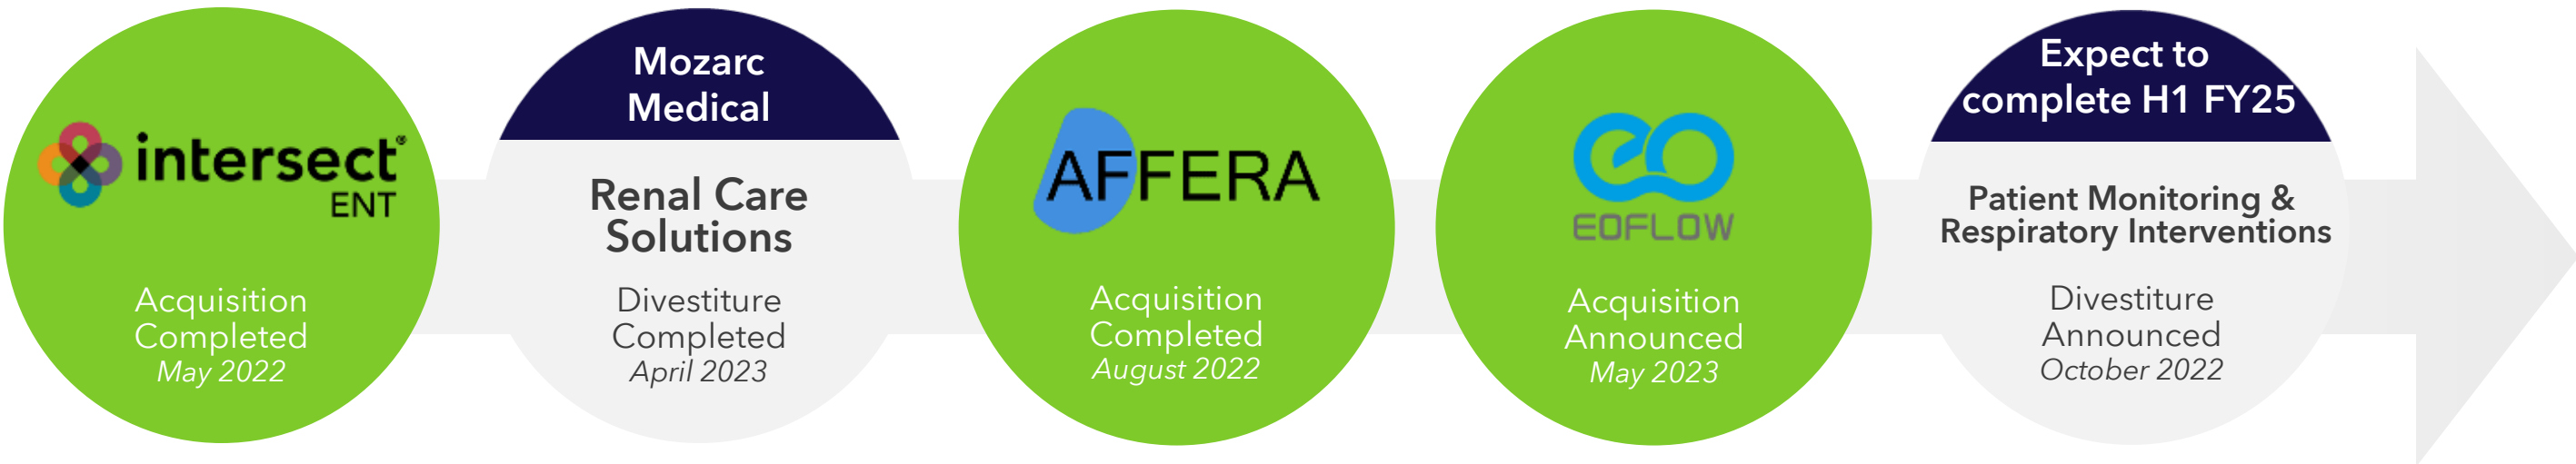 intersect®
ENT
Acquisition
Completed
May 2022
Mozarc
Medical
Renal Care
Solutions
Divestiture
Completed
April 2023
AFFERA
Acquisition
Completed
August 2022
EOFLOW
Acquisition
Announced
May 2023
Expect to
complete H1 FY25
Patient Monitoring &
Respiratory Interventions
Divestiture
Announced
October 2022